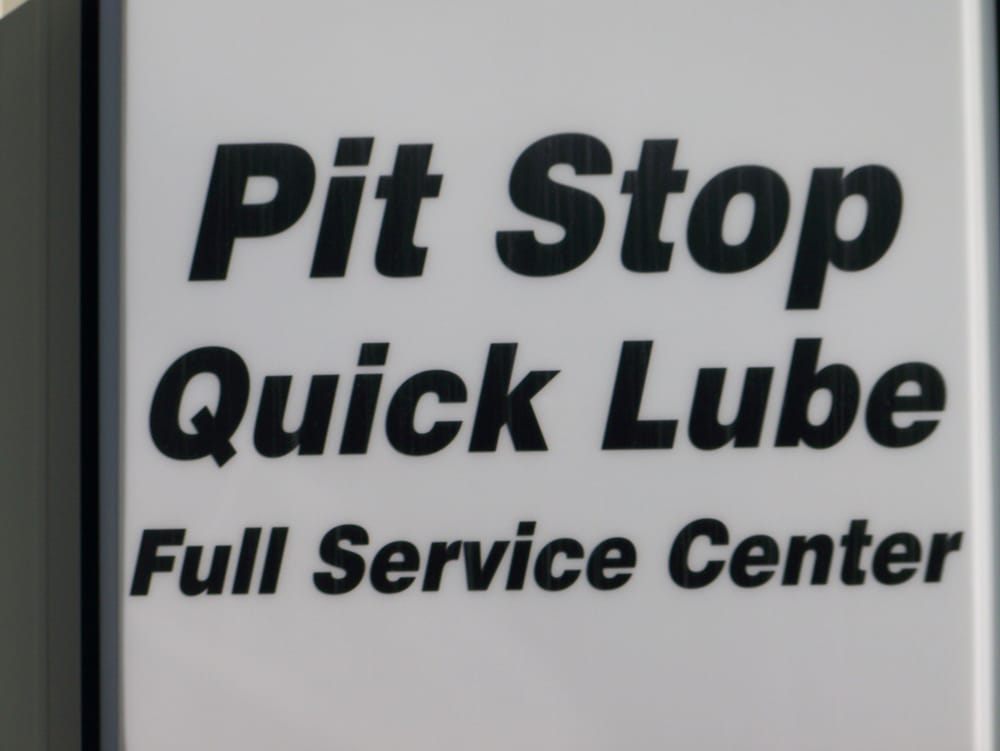 Pit Stop
Quick Lube
Full Service Center